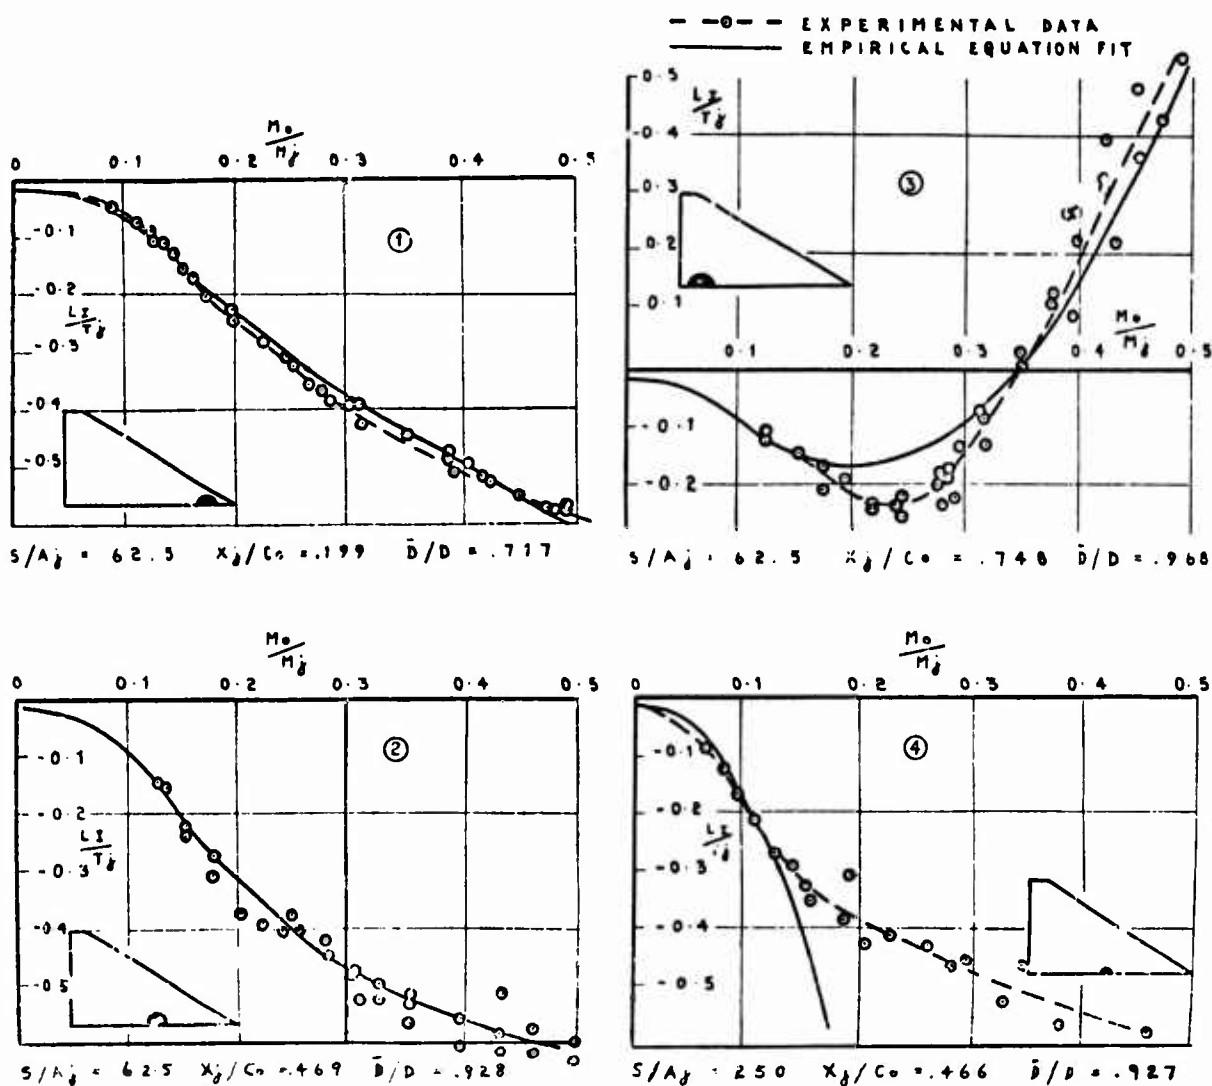 EXPERIMENTAL DATA
EMPIRICAL EQUATION FIT
Mo/Mj
0 0.1 0.2 0.3 0.4 0.5
-0.1
-0.2
LI/Tj
-0.3
-0.4
-0.5
1
S/Aj = 62.5 Xj/Co = .199 D̄/D = .717
0.5
LI/Tj
0.4
0.3
0.2
0.1
3
Mo/Mj
0.1 0.2 0.3 0.4 0.5
-0.1
-0.2
S/Aj = 62.5 Xj/Co = .748 D̄/D = .968
Mo/Mj
0 0.1 0.2 0.3 0.4 0.5
-0.1
-0.2
LI/Tj
-0.3
-0.4
-0.5
2
S/Aj = 62.5 Xj/Co = .469 D̄/D = .928
Mo/Mj
0 0.1 0.2 0.3 0.4 0.5
-0.1
-0.2
LI/j
-0.3
-0.4
-0.5
4
S/Aj = 250 Xj/Co = .466 D̄/D = .927